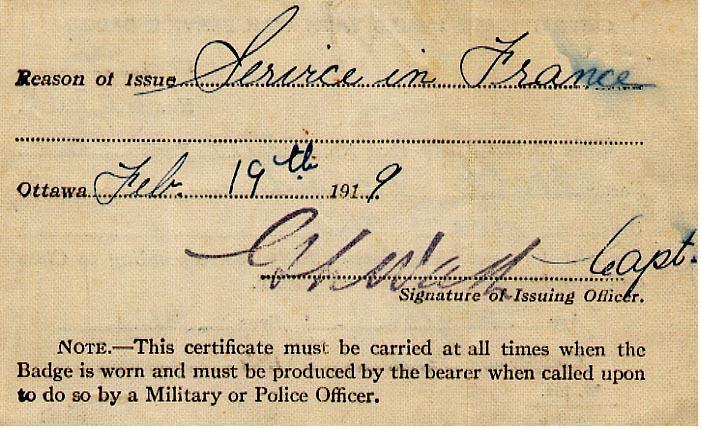 Reason of Issue Service in France
Ottawa Feb. 19th 1919
Capt.
Signature of Issuing Officer.
NOTE.—This certificate must be carried at all times when the
Badge is worn and must be produced by the bearer when called upon
to do so by a Military or Police Officer.